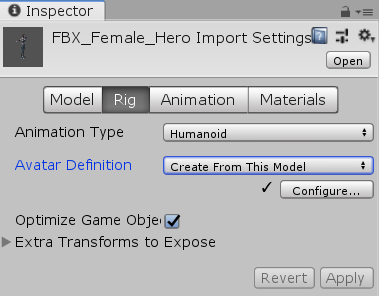 Inspector
FBX_Female_Hero Import Settings
Open
Model Rig Animation Materials
Animation Type Humanoid
Avatar Definition Create From This Model
✓ Configure...
Optimize Game Objec
Extra Transforms to Expose
Revert Apply